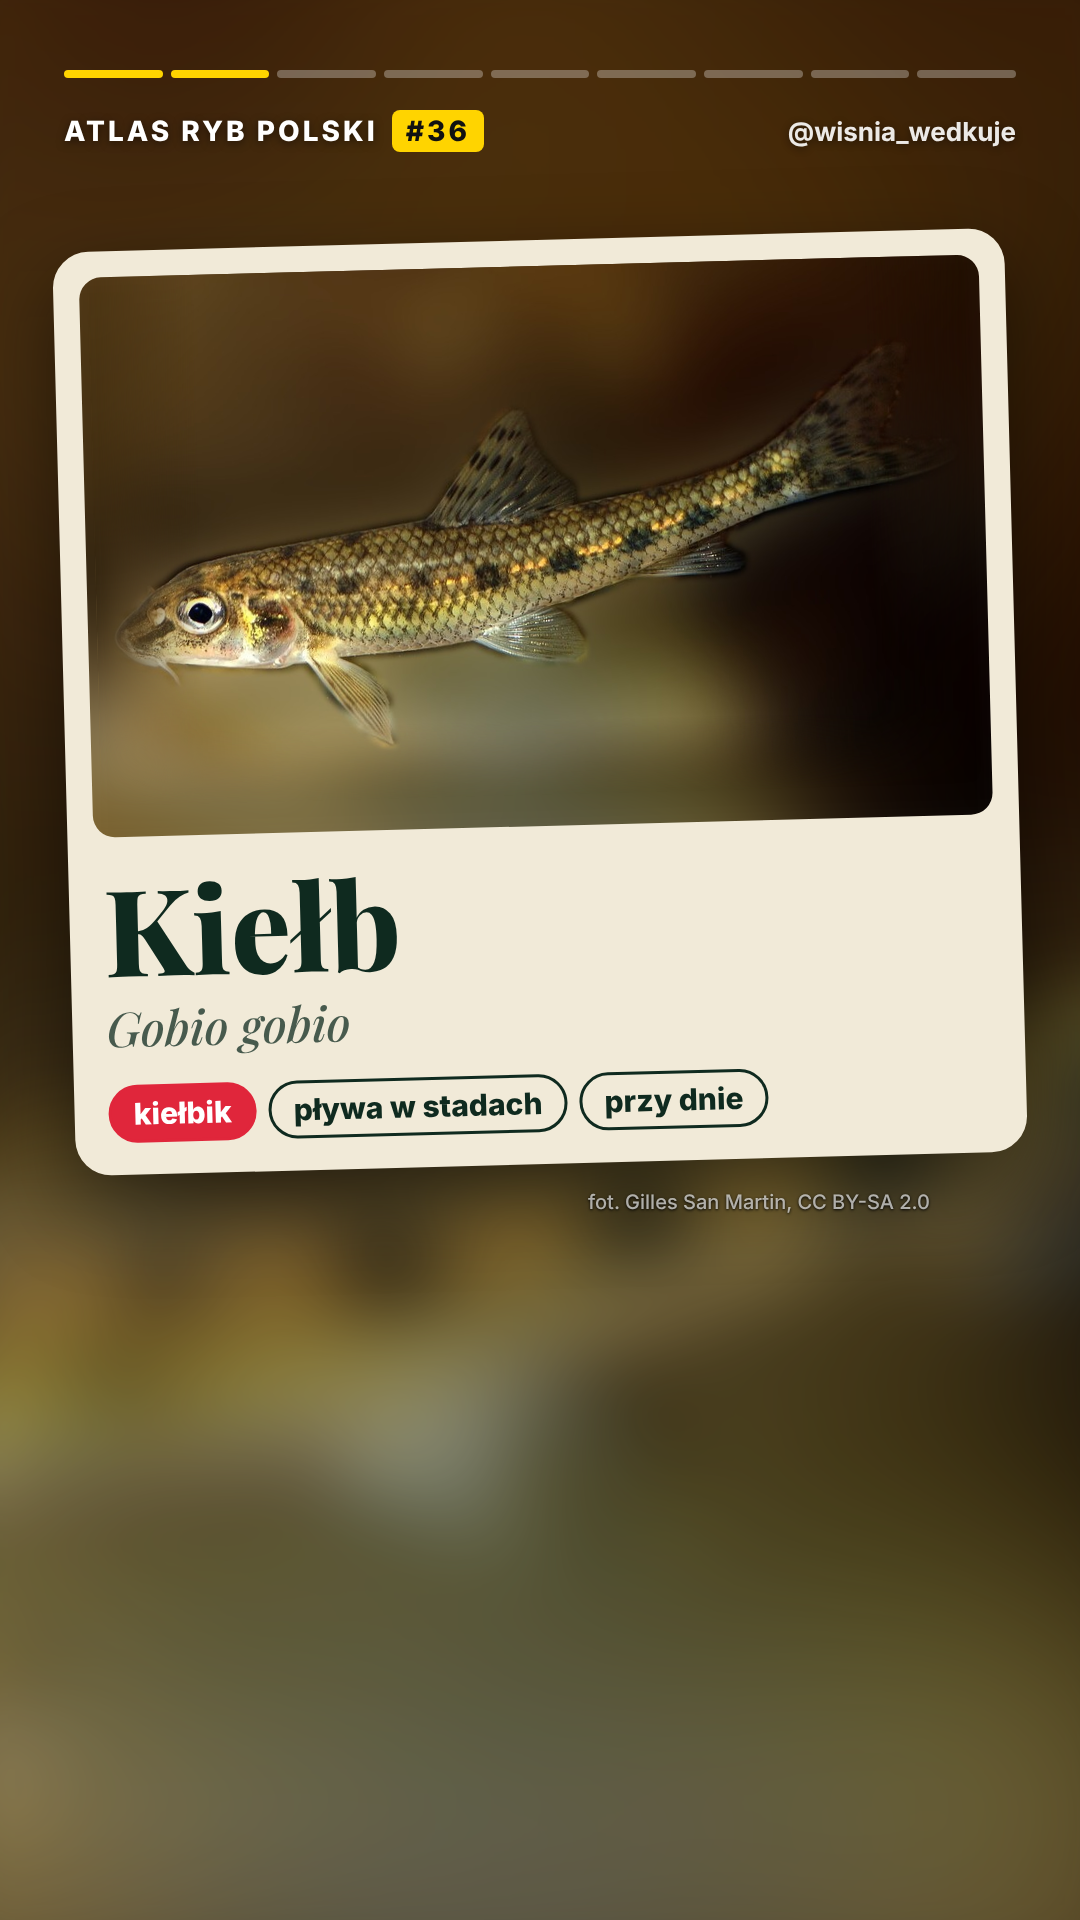 ATLAS RYB POLSKI #36
@wisnia_wedkuje
Kiełb
Gobio gobio
kiełbik
pływa w stadach
przy dnie
fot. Gilles San Martin, CC BY-SA 2.0